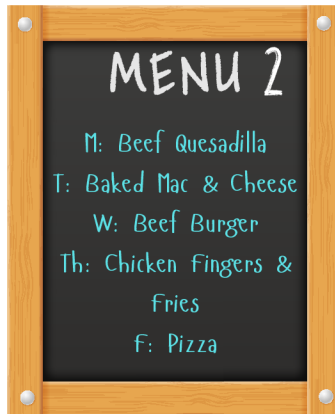 MENU 2
M: Beef Quesadilla
T: Baked Mac & Cheese
W: Beef Burger
Th: Chicken Fingers &
Fries
F: Pizza